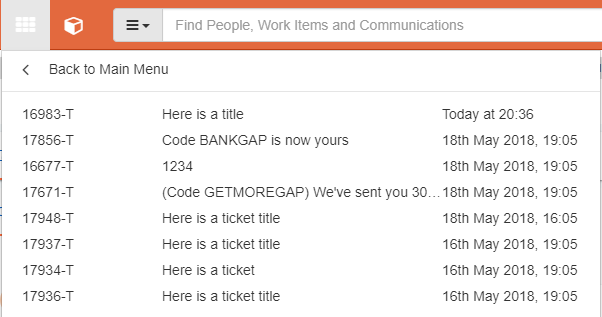 Find People, Work Items and Communications
Back to Main Menu
16983-T Here is a title Today at 20:36
17856-T Code BANKGAP is now yours 18th May 2018, 19:05
16677-T 1234 18th May 2018, 19:05
17671-T (Code GETMOREGAP) We've sent you 30... 18th May 2018, 19:05
17948-T Here is a ticket title 18th May 2018, 16:05
17937-T Here is a ticket title 16th May 2018, 19:05
17934-T Here is a ticket 16th May 2018, 19:05
17936-T Here is a ticket title 16th May 2018, 19:05